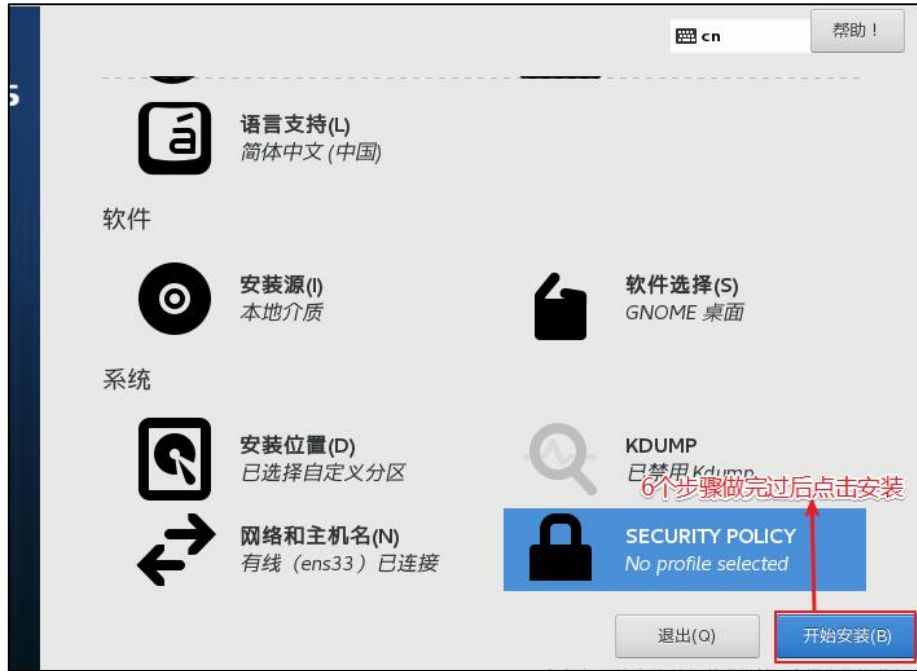 cn
帮助！
语言支持(L)
简体中文 (中国)
软件
安装源(I)
本地介质
软件选择(S)
GNOME 桌面
系统
安装位置(D)
已选择自定义分区
KDUMP
已禁用 Kdump
6个步骤做完过后点击安装
网络和主机名(N)
有线（ens33）已连接
SECURITY POLICY
No profile selected
退出(Q)
开始安装(B)